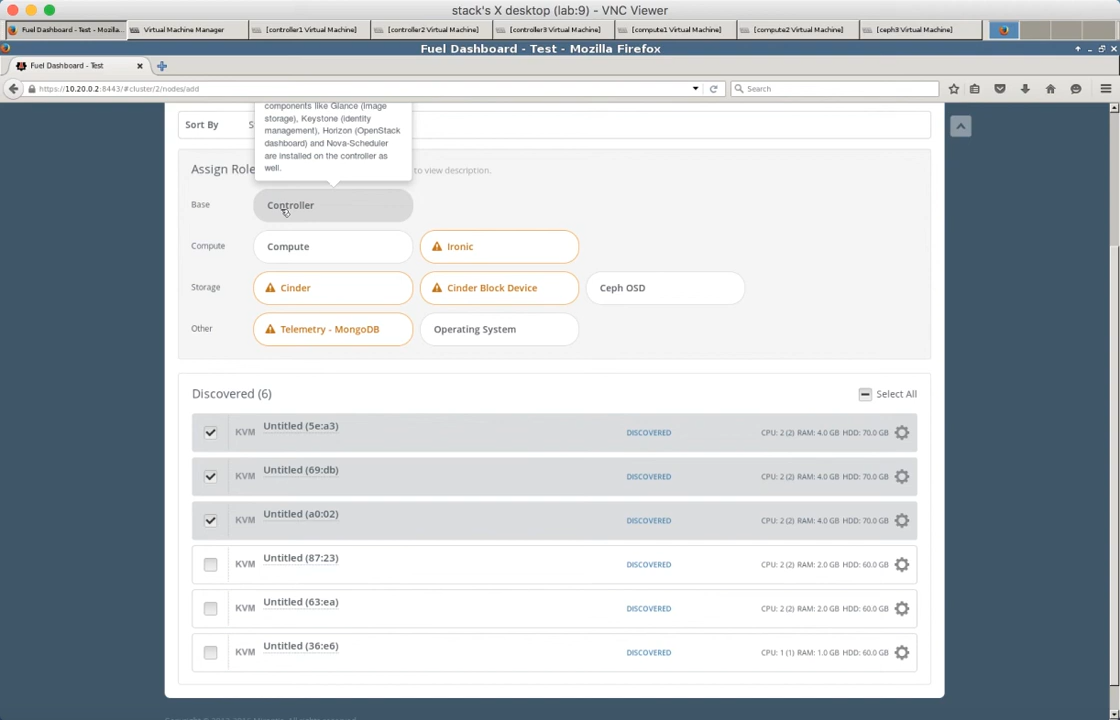 stack's X desktop (lab:9) - VNC Viewer
Fuel Dashboard - Test - Mozilla...
Virtual Machine Manager
[controller1 Virtual Machine]
[controller2 Virtual Machine]
[controller3 Virtual Machine]
[compute1 Virtual Machine]
[compute2 Virtual Machine]
[ceph3 Virtual Machine]
Fuel Dashboard - Test - Mozilla Firefox
Fuel Dashboard - Test
https://10.20.0.2:8443/#cluster/2/nodes/add
Search
components like Glance (image
storage), Keystone (identity
management), Horizon (OpenStack
dashboard) and Nova-Scheduler
are installed on the controller as
well.
Sort By
Assign Role
to view description.
Base
Controller
Compute
Compute
Ironic
Storage
Cinder
Cinder Block Device
Ceph OSD
Other
Telemetry - MongoDB
Operating System
Discovered (6)
Select All
KVM Untitled (5e:a3) DISCOVERED CPU: 2 (2) RAM: 4.0 GB HDD: 70.0 GB
KVM Untitled (69:db) DISCOVERED CPU: 2 (2) RAM: 4.0 GB HDD: 70.0 GB
KVM Untitled (a0:02) DISCOVERED CPU: 2 (2) RAM: 4.0 GB HDD: 70.0 GB
KVM Untitled (87:23) DISCOVERED CPU: 2 (2) RAM: 2.0 GB HDD: 60.0 GB
KVM Untitled (63:ea) DISCOVERED CPU: 2 (2) RAM: 2.0 GB HDD: 60.0 GB
KVM Untitled (36:e6) DISCOVERED CPU: 1 (1) RAM: 1.0 GB HDD: 60.0 GB